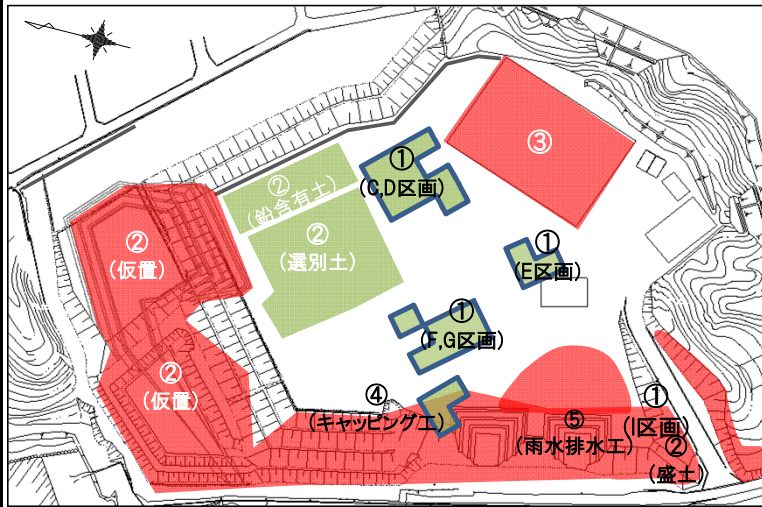 ③
①
(C,D区画)
②
(鉛含有土)
②
(選別土)
②
(仮置)
①
(E区画)
①
(F,G区画)
②
(仮置)
④
(キャッピング工)
⑤
(雨水排水工)
①
(I区画)
②
(盛土)